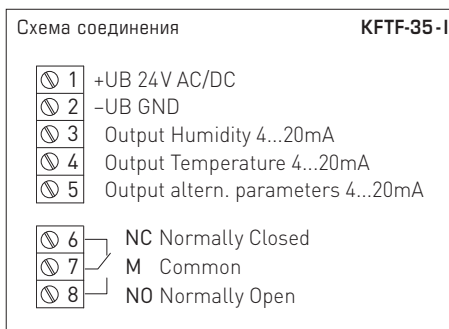 Схема соединения KFTF-35-I
1 +UB 24V AC/DC
2 –UB GND
3 Output Humidity 4...20mA
4 Output Temperature 4...20mA
5 Output altern. parameters 4...20mA
6 NC Normally Closed
7 M Common
8 NO Normally Open